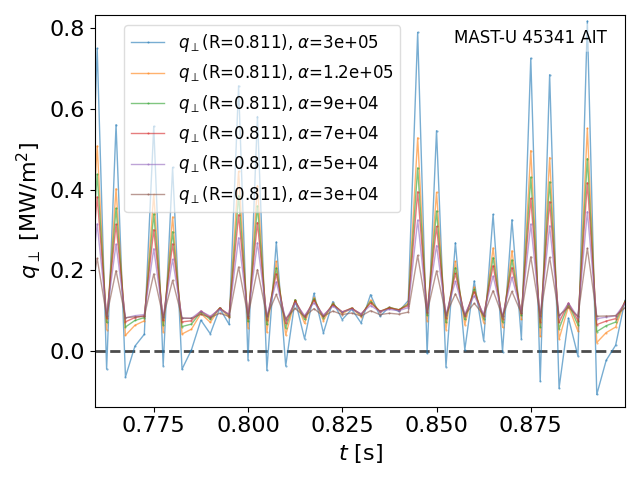 MAST-U 45341 AIT
q⊥(R=0.811), α=3e+05
q⊥(R=0.811), α=1.2e+05
q⊥(R=0.811), α=9e+04
q⊥(R=0.811), α=7e+04
q⊥(R=0.811), α=5e+04
q⊥(R=0.811), α=3e+04
q⊥ [MW/m²]
0.8
0.6
0.4
0.2
0.0
0.775
0.800
0.825
0.850
0.875
t [s]